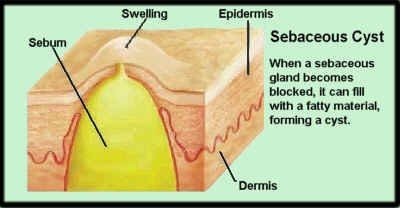 Swelling
Epidermis
Sebum
Sebaceous Cyst
When a sebaceous
gland becomes
blocked, it can fill
with a fatty material,
forming a cyst.
Dermis